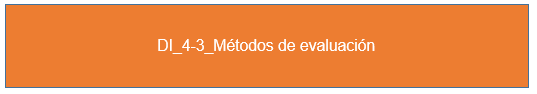 DI_4-3_Métodos de evaluación